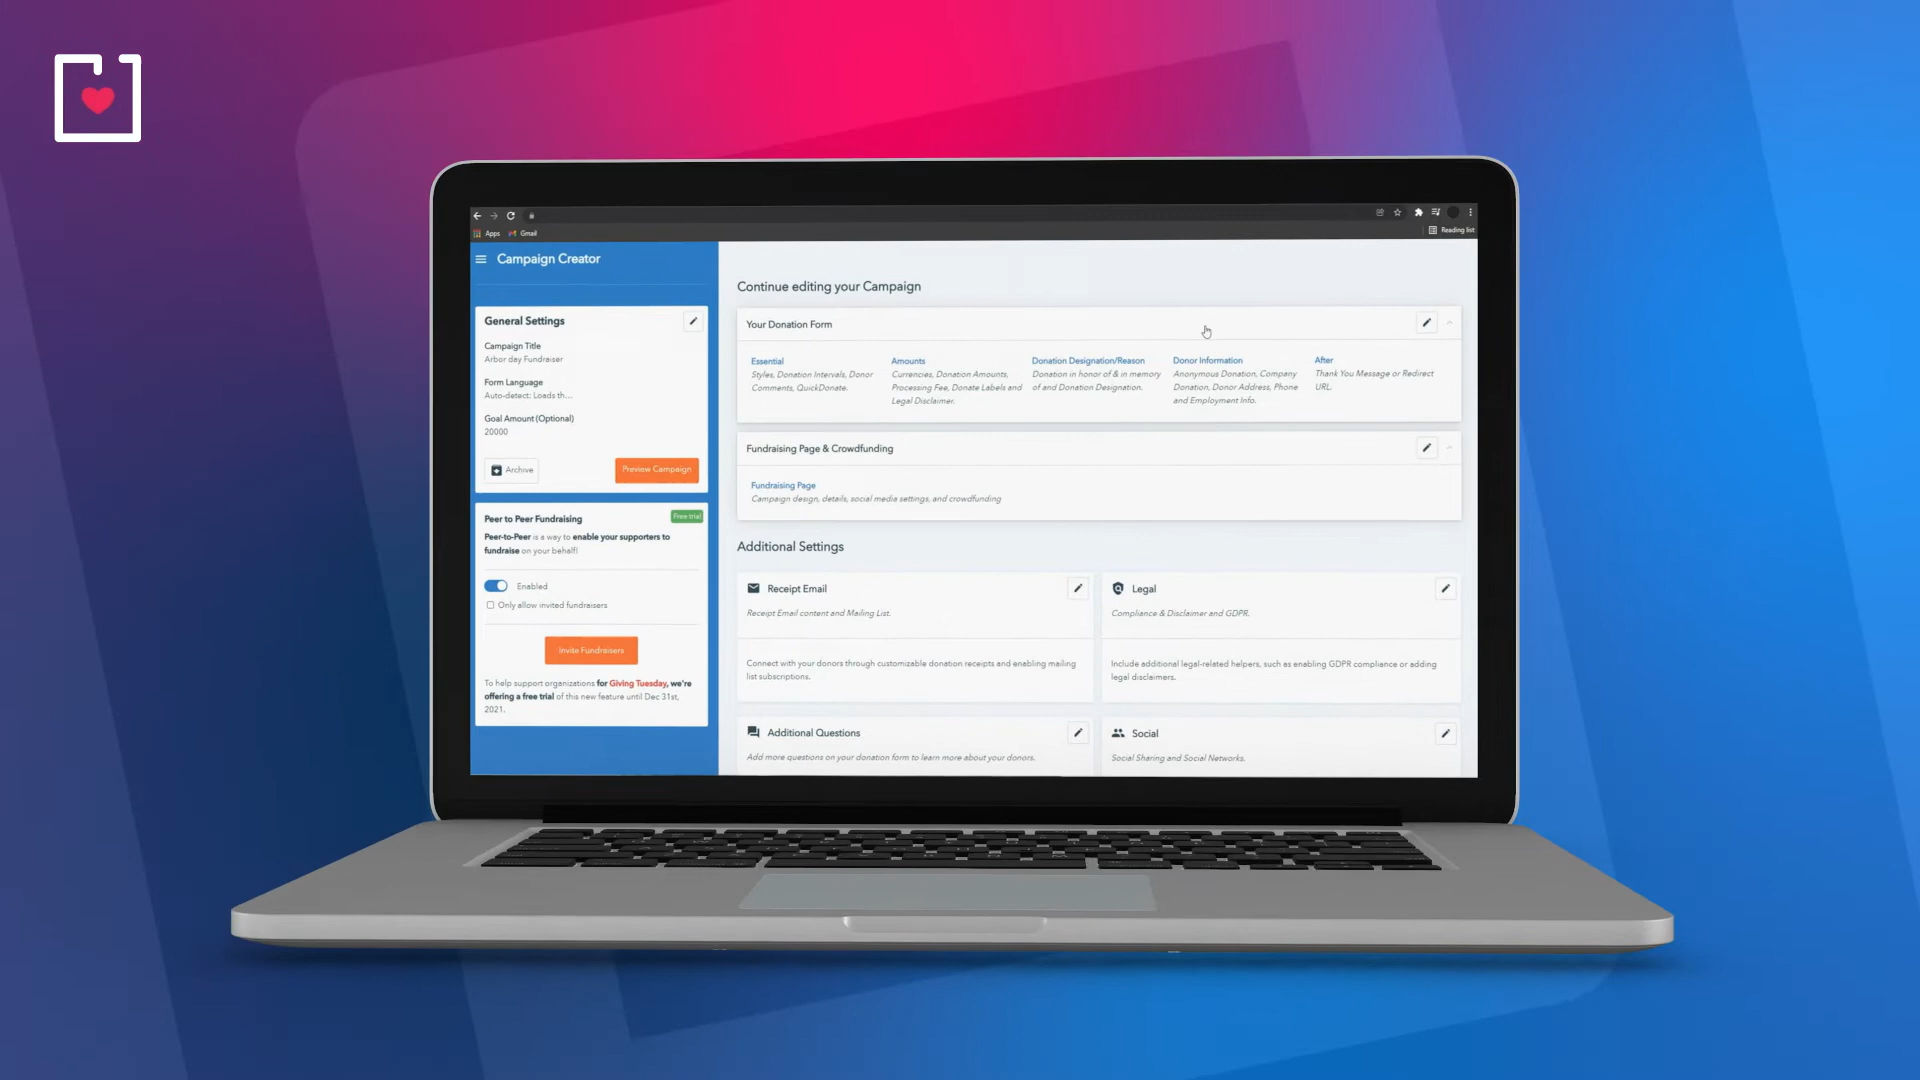 Apps
Gmail
Reading list
Campaign Creator
General Settings
Campaign Title
Arbor day Fundraiser
Form Language
Auto-detect: Loads th...
Goal Amount (Optional)
20000
Archive
Preview Campaign
Peer to Peer Fundraising
Free trial
Peer-to-Peer is a way to enable your supporters to
fundraise on your behalf!
Enabled
Only allow invited fundraisers
Invite Fundraisers
To help support organizations for Giving Tuesday, we're
offering a free trial of this new feature until Dec 31st,
2021.
Continue editing your Campaign
Your Donation Form
Essential
Styles, Donation Intervals, Donor
Comments, QuickDonate.
Amounts
Currencies, Donation Amounts,
Processing Fee, Donate Labels and
Legal Disclaimer.
Donation Designation/Reason
Donation in honor of & in memory
of and Donation Designation.
Donor Information
Anonymous Donation, Company
Donation, Donor Address, Phone
and Employment Info.
After
Thank You Message or Redirect
URL.
Fundraising Page & Crowdfunding
Fundraising Page
Campaign design, details, social media settings, and crowdfunding
Additional Settings
Receipt Email
Receipt Email content and Mailing List.
Connect with your donors through customizable donation receipts and enabling mailing
list subscriptions.
Legal
Compliance & Disclaimer and GDPR.
Include additional legal-related helpers, such as enabling GDPR compliance or adding
legal disclaimers.
Additional Questions
Add more questions on your donation form to learn more about your donors.
Social
Social Sharing and Social Networks.